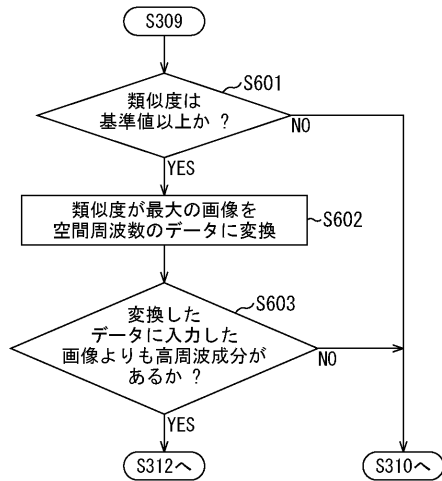 S309
S601
類似度は
基準値以上か ?
NO
YES
類似度が最大の画像を
空間周波数のデータに変換
S602
S603
変換した
データに入力した
画像よりも高周波成分が
あるか ?
NO
YES
S312へ
S310へ